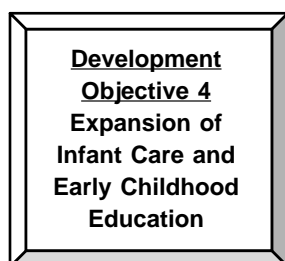 Development
Objective 4
Expansion of
Infant Care and
Early Childhood
Education